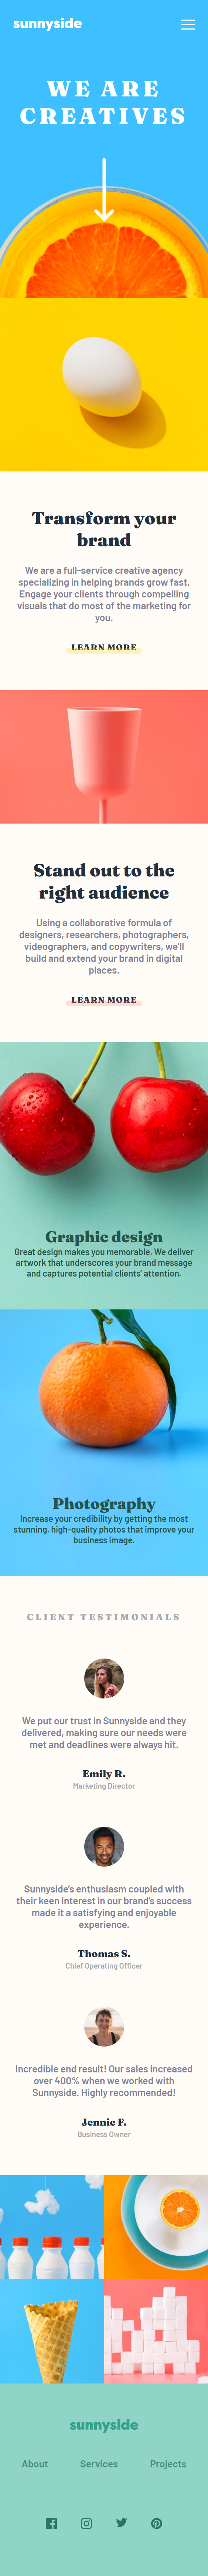 sunnyside
WE ARE
CREATIVES
Transform your
brand
We are a full-service creative agency
specializing in helping brands grow fast.
Engage your clients through compelling
visuals that do most of the marketing for
you.
LEARN MORE
Stand out to the
right audience
Using a collaborative formula of
designers, researchers, photographers,
videographers, and copywriters, we'll
build and extend your brand in digital
places.
LEARN MORE
Graphic design
Great design makes you memorable. We deliver
artwork that underscores your brand message
and captures potential clients' attention.
Photography
Increase your credibility by getting the most
stunning, high-quality photos that improve your
business image.
CLIENT TESTIMONIALS
We put our trust in Sunnyside and they
delivered, making sure our needs were
met and deadlines were always hit.
Emily R.
Marketing Director
Sunnyside's enthusiasm coupled with
their keen interest in our brand's success
made it a satisfying and enjoyable
experience.
Thomas S.
Chief Operating Officer
Incredible end result! Our sales increased
over 400% when we worked with
Sunnyside. Highly recommended!
Jennie F.
Business Owner
sunnyside
About Services Projects